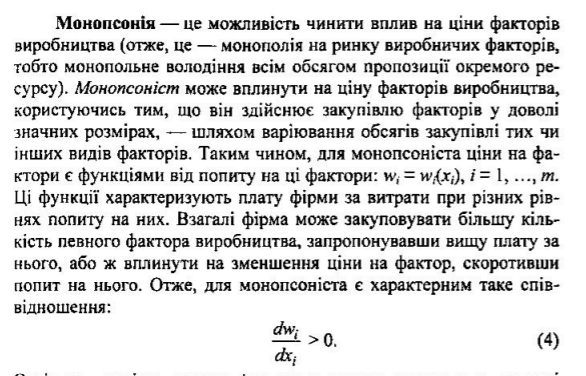 Монопсонія — це можливість чинити вплив на ціни факторів
виробництва (отже, це — монополія на ринку виробничих факторів,
тобто монопольне володіння всім обсягом пропозиції окремого ре-
сурсу). Монопсоніст може вплинути на ціну факторів виробництва,
користуючись тим, що він здійснює закупівлю факторів у доволі
значних розмірах, — шляхом варіювання обсягів закупівлі тих чи
інших видів факторів. Таким чином, для монопсоніста ціни на фа-
ктори є функціями від попиту на ці фактори: wᵢ = wᵢ(xᵢ), i = 1, ..., m.
Ці функції характеризують плату фірми за витрати при різних рів-
нях попиту на них. Взагалі фірма може закуповувати більшу кіль-
кість певного фактора виробництва, запропонувавши вищу плату за
нього, або ж вплинути на зменшення ціни на фактор, скоротивши
попит на нього. Отже, для монопсоніста є характерним таке спів-
відношення:
dwᵢ/dxᵢ > 0. (4)